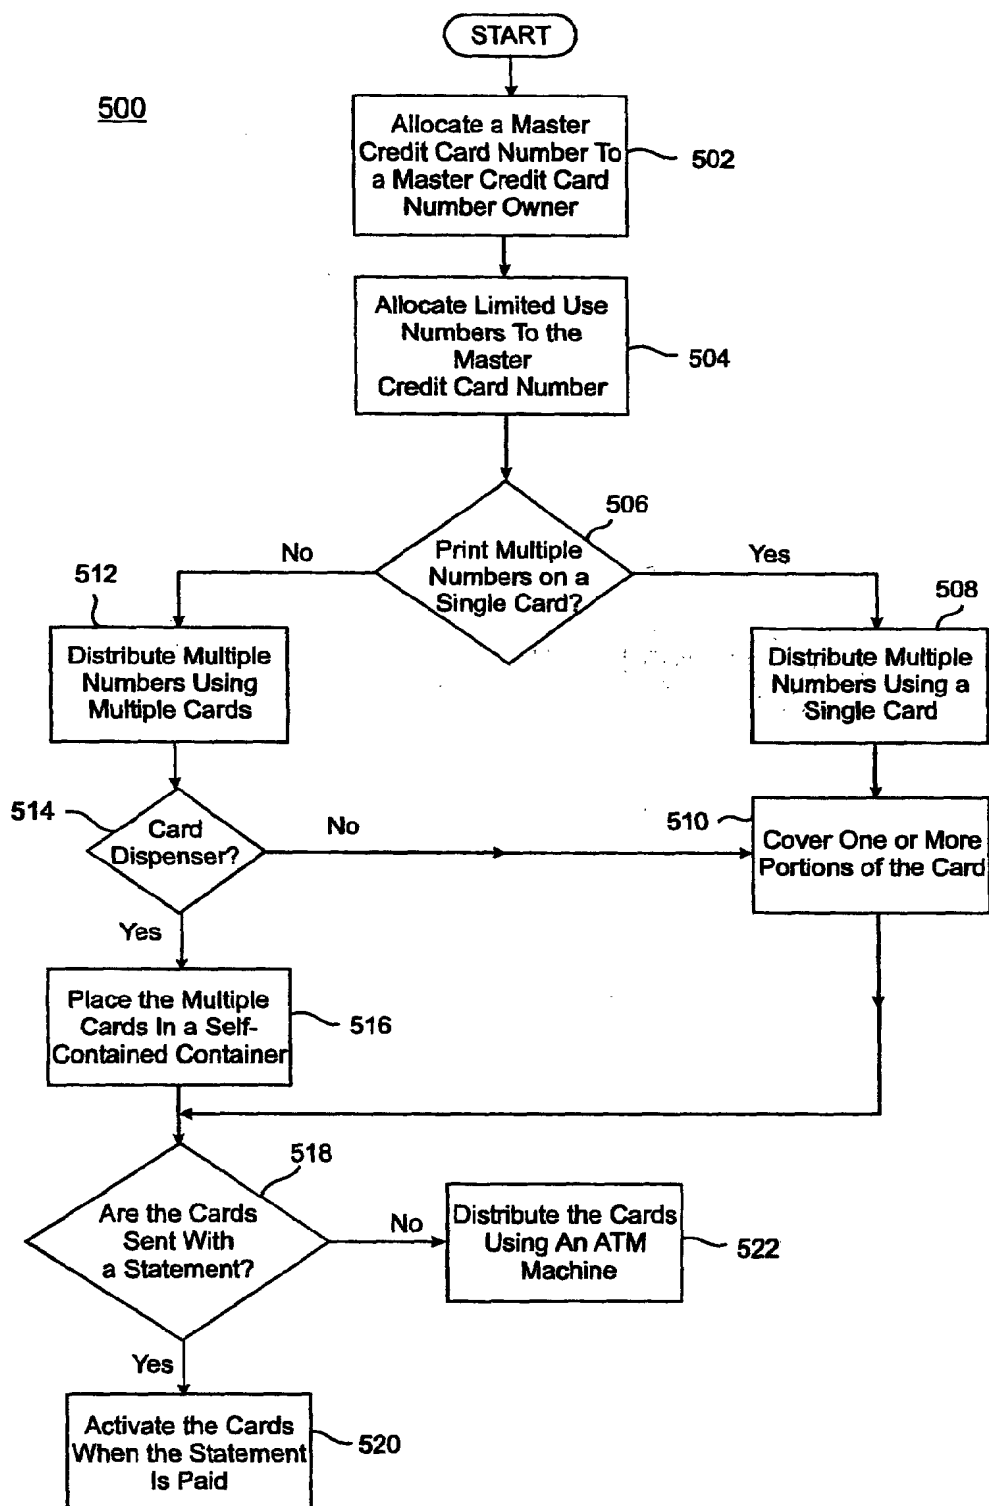 START
500
Allocate a Master
Credit Card Number To
a Master Credit Card
Number Owner
502
Allocate Limited Use
Numbers To the
Master
Credit Card Number
504
506
Print Multiple
Numbers on a
Single Card?
No
Yes
512
508
Distribute Multiple
Numbers Using
Multiple Cards
Distribute Multiple
Numbers Using a
Single Card
514
Card
Dispenser?
No
510
Cover One or More
Portions of the Card
Yes
Place the Multiple
Cards In a Self-
Contained Container
516
518
Are the Cards
Sent With
a Statement?
No
Distribute the Cards
Using An ATM
Machine
522
Yes
Activate the Cards
When the Statement
Is Paid
520